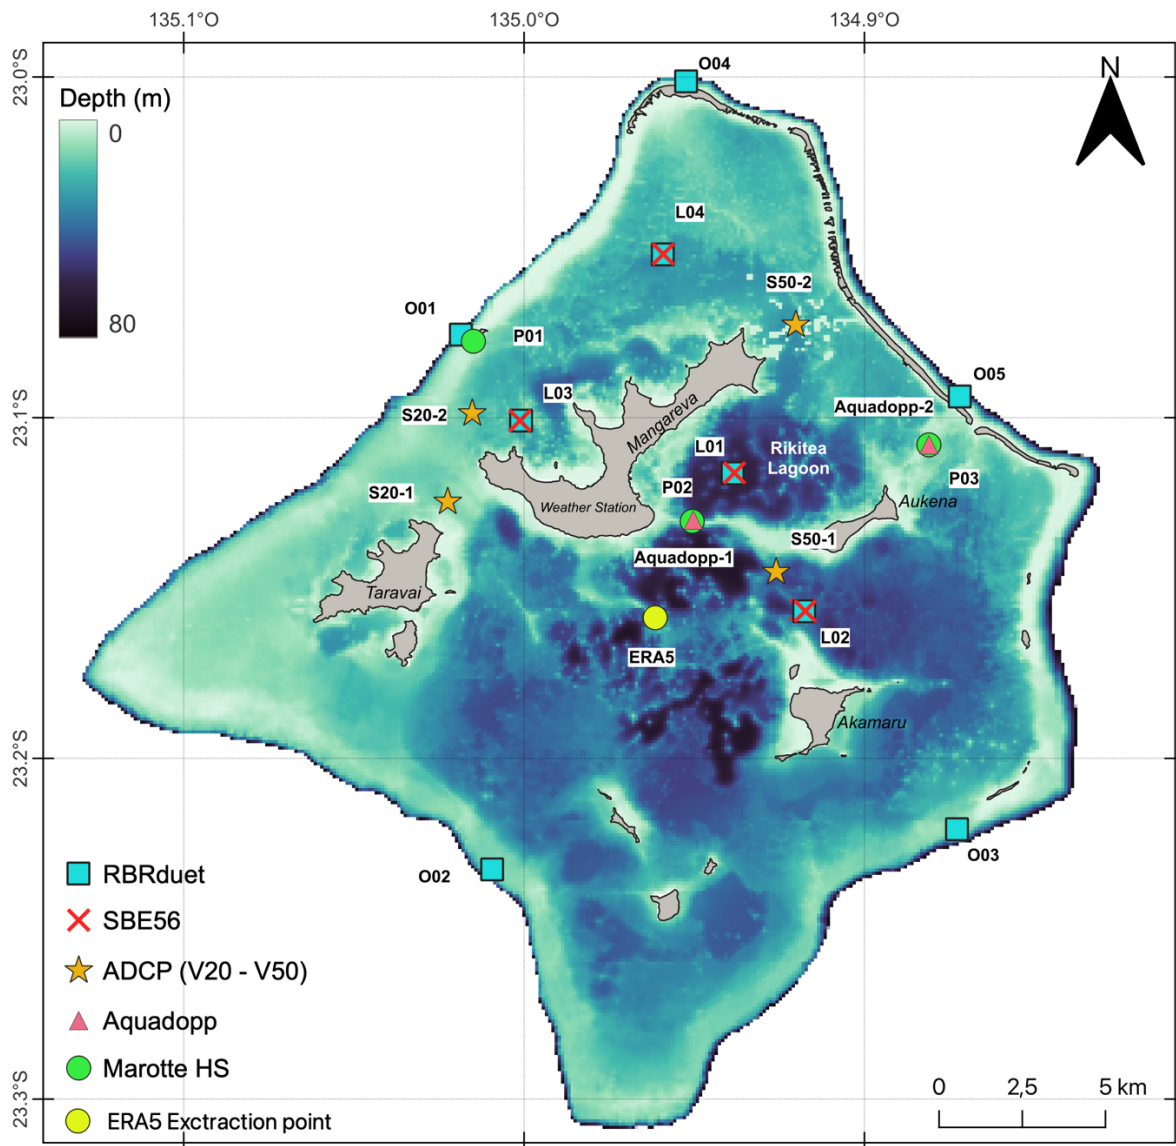 135.1°O
135.0°O
134.9°O
23.0°S
23.1°S
23.2°S
23.3°S
Depth (m)
0
80
N
O04
L04
S50-2
O01
P01
O05
L03
S20-2
Aquadopp-2
Mangareva
L01
Rikitea
Lagoon
P02
P03
S20-1
Aukena
Weather Station
S50-1
Aquadopp-1
Taravai
L02
ERA5
Akamaru
O03
O02
RBRduet
SBE56
ADCP (V20 - V50)
Aquadopp
Marotte HS
ERA5 Exctraction point
0
2,5
5 km